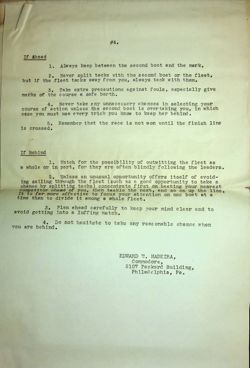 #4.
If Ahead
1. Always keep between the second boat and the mark.
2. Never split tacks with the second boat or the fleet,
but if the fleet tacks away from you, always tack with them.
3. Take extra precautions against fouls, especially give
marks of the course a safe berth.
4. Never take any unnecessary chances in selecting your
course of action unless the second boat is overtaking you, in which
case you must use every trick you know to keep her behind.
5. Remember that the race is not won until the finish line
is crossed.
If Behind
1. Watch for the possibility of outwitting the fleet as
a whole or in part, for they are often blindly following the leaders.
2. Unless an unusual opportunity offers itself of avoid-
ing sailing through the fleet (such as a good opportunity to take a
chance by splitting tacks) concentrate first on beating your nearest
competitor ahead of you, then tackle the next, and so on up the line.
It is far more effective to focus your attention on one boat at a
time than to divide it among a whole fleet.
3. Plan ahead carefully to keep your mind clear and to
avoid getting into a luffing match.
4. Do not hesitate to take any reasonable chance when
you are behind.
EDWARD W. MADEIRA,
Commodore,
2107 Packard Building,
Philadelphia, Pa.